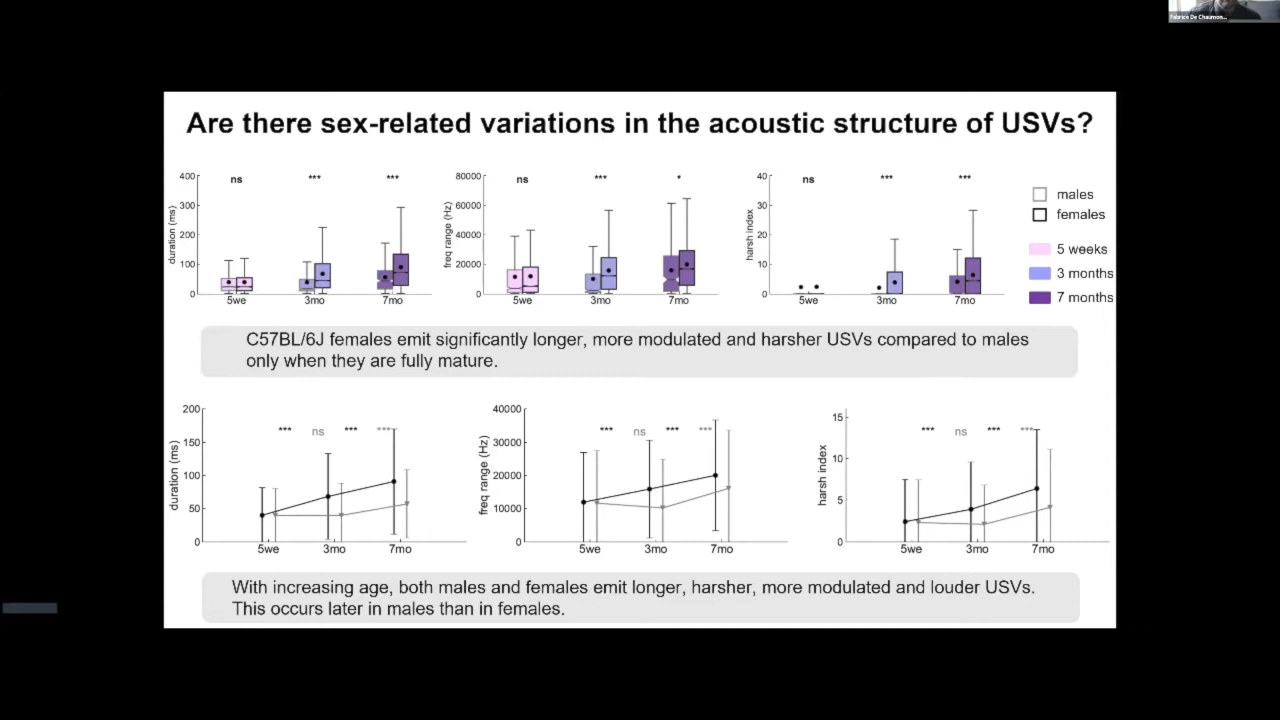 Fabrice De Chaumon...
Are there sex-related variations in the acoustic structure of USVs?
duration (ms)
400
300
200
100
0
ns
***
***
5we
3mo
7mo
freq range (Hz)
80000
60000
40000
20000
0
ns
***
*
5we
3mo
7mo
harsh index
40
30
20
10
0
ns
***
***
5we
3mo
7mo
males
females
5 weeks
3 months
7 months
C57BL/6J females emit significantly longer, more modulated and harsher USVs compared to males
only when they are fully mature.
duration (ms)
200
150
100
50
0
*** ns *** ***
5we
3mo
7mo
freq range (Hz)
40000
30000
20000
10000
0
*** ns *** ***
5we
3mo
7mo
harsh index
15
10
5
0
*** ns *** ***
5we
3mo
7mo
With increasing age, both males and females emit longer, harsher, more modulated and louder USVs.
This occurs later in males than in females.